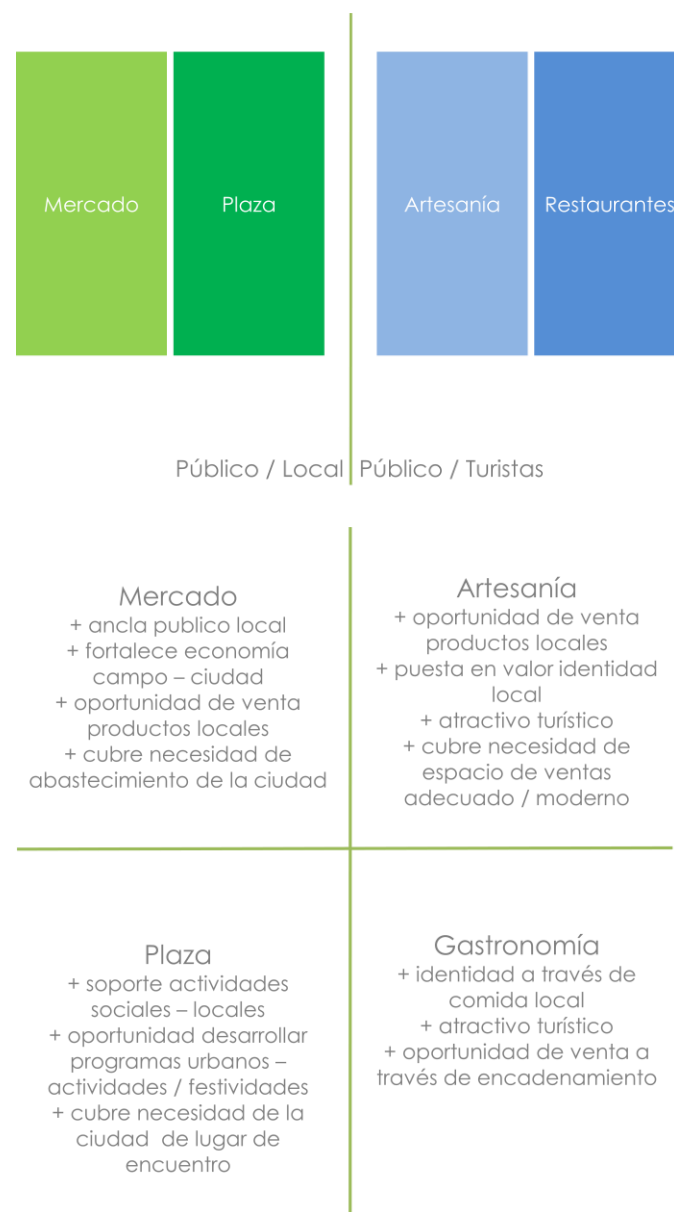 Mercado
Plaza
Artesanía
Restaurantes
Público / Local
Público / Turistas
Mercado
+ ancla publico local
+ fortalece economía
campo – ciudad
+ oportunidad de venta
productos locales
+ cubre necesidad de
abastecimiento de la ciudad
Artesanía
+ oportunidad de venta
productos locales
+ puesta en valor identidad
local
+ atractivo turístico
+ cubre necesidad de
espacio de ventas
adecuado / moderno
Plaza
+ soporte actividades
sociales – locales
+ oportunidad desarrollar
programas urbanos –
actividades / festividades
+ cubre necesidad de la
ciudad  de lugar de
encuentro
Gastronomía
+ identidad a través de
comida local
+ atractivo turístico
+ oportunidad de venta a
través de encadenamiento